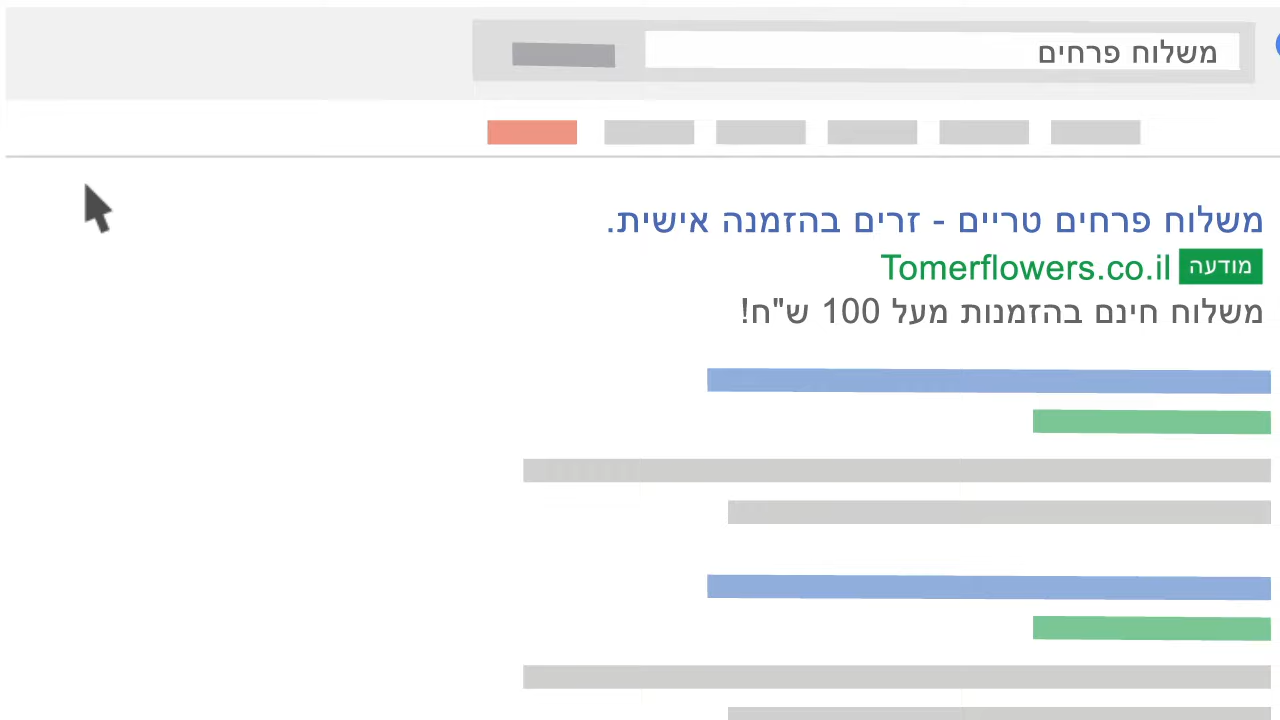 משלוח פרחים
משלוח פרחים טריים - זרים בהזמנה אישית.
מודעה Tomerflowers.co.il
משלוח חינם בהזמנות מעל 100 ש"ח!